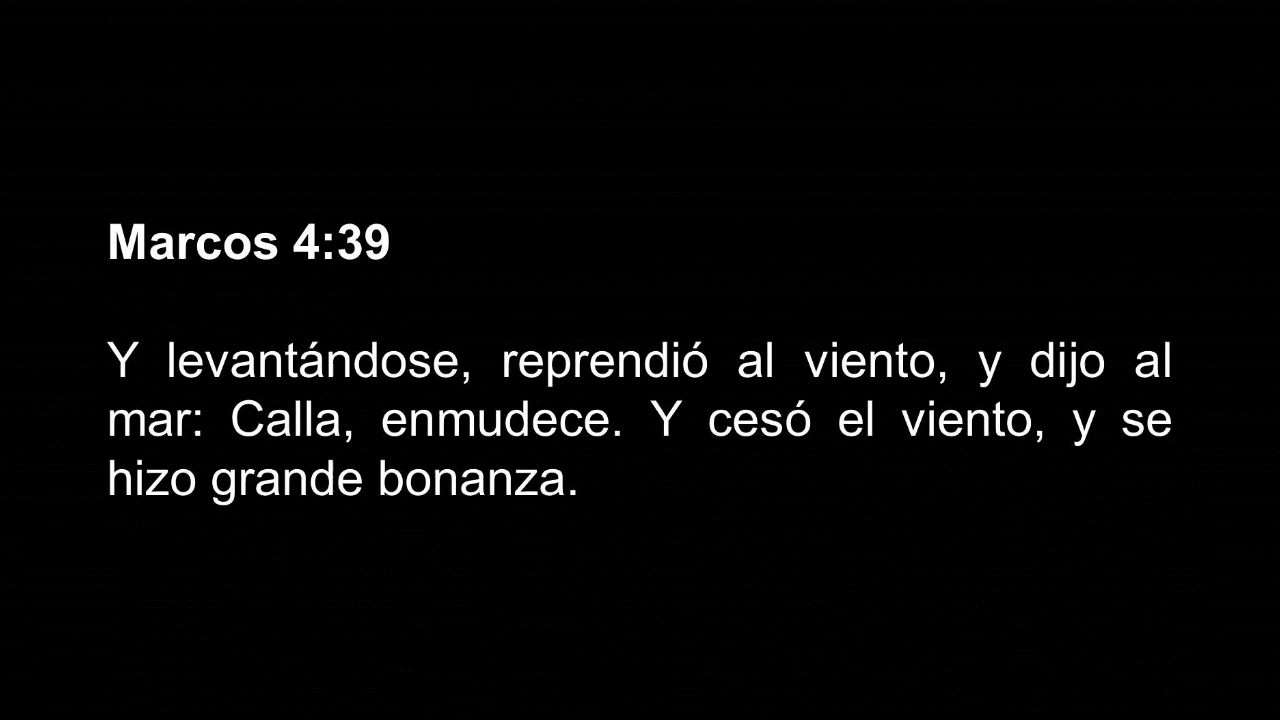 Marcos 4:39
Y levantándose, reprendió al viento, y dijo al
mar: Calla, enmudece. Y cesó el viento, y se
hizo grande bonanza.